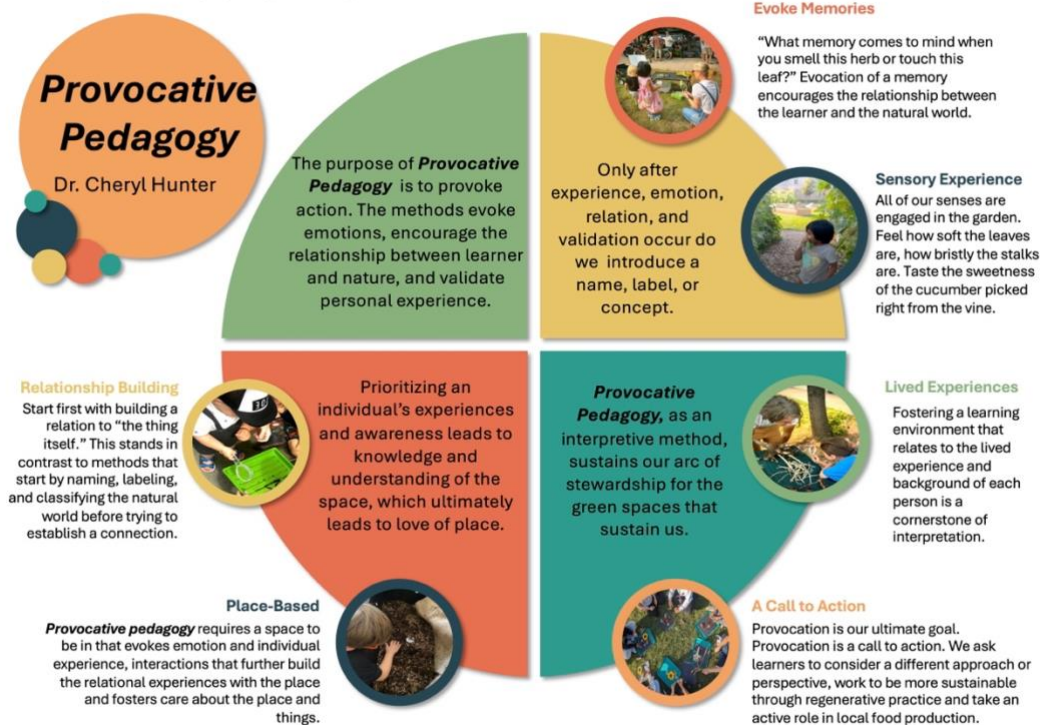 Provocative
Pedagogy
Dr. Cheryl Hunter
The purpose of Provocative
Pedagogy is to provoke
action. The methods evoke
emotions, encourage the
relationship between learner
and nature, and validate
personal experience.
Only after
experience, emotion,
relation, and
validation occur do
we introduce a
name, label, or
concept.
Evoke Memories
“What memory comes to mind when
you smell this herb or touch this
leaf?” Evocation of a memory
encourages the relationship between
the learner and the natural world.
Sensory Experience
All of our senses are
engaged in the garden.
Feel how soft the leaves
are, how bristly the stalks
are. Taste the sweetness
of the cucumber picked
right from the vine.
Relationship Building
Start first with building a
relation to “the thing
itself.” This stands in
contrast to methods that
start by naming, labeling,
and classifying the natural
world before trying to
establish a connection.
Prioritizing an
individual’s experiences
and awareness leads to
knowledge and
understanding of the
space, which ultimately
leads to love of place.
Provocative
Pedagogy, as an
interpretive method,
sustains our arc of
stewardship for the
green spaces that
sustain us.
Lived Experiences
Fostering a learning
environment that
relates to the lived
experience and
background of each
person is a
cornerstone of
interpretation.
Place-Based
Provocative pedagogy requires a space to
be in that evokes emotion and individual
experience, interactions that further build
the relational experiences with the place
and fosters care about the place and
things.
A Call to Action
Provocation is our ultimate goal.
Provocation is a call to action. We ask
learners to consider a different approach or
perspective, work to be more sustainable
through regenerative practice and take an
active role in local food production.